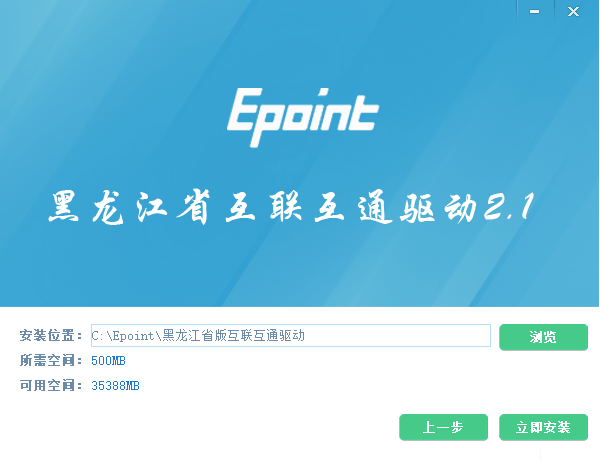 Epoint
黑龙江省互联互通驱动2.1
安装位置：C:\Epoint\黑龙江省版互联互通驱动 浏览
所需空间：500MB
可用空间：35388MB
上一步 立即安装